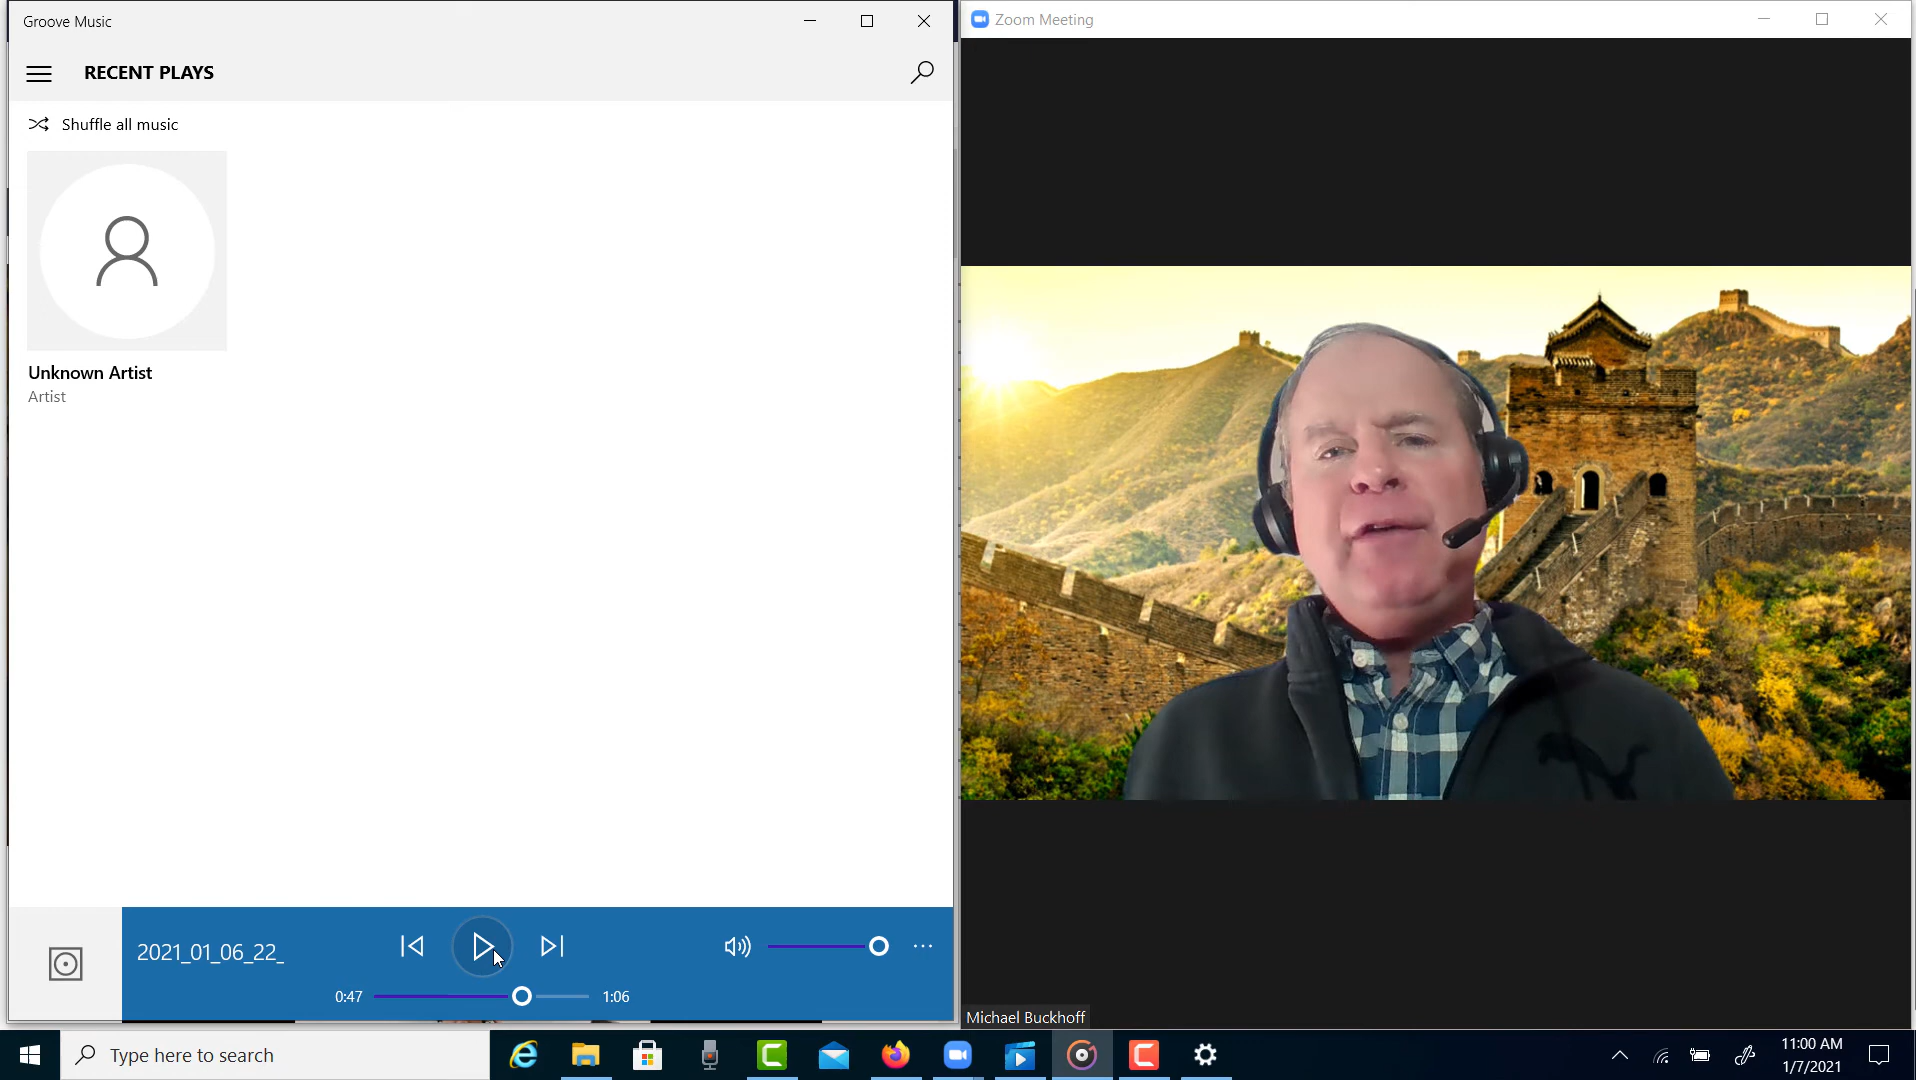 Groove Music
RECENT PLAYS
Shuffle all music
Unknown Artist
Artist
2021_01_06_22_
0:47
1:06
Zoom Meeting
Michael Buckhoff
Type here to search
11:00 AM
1/7/2021